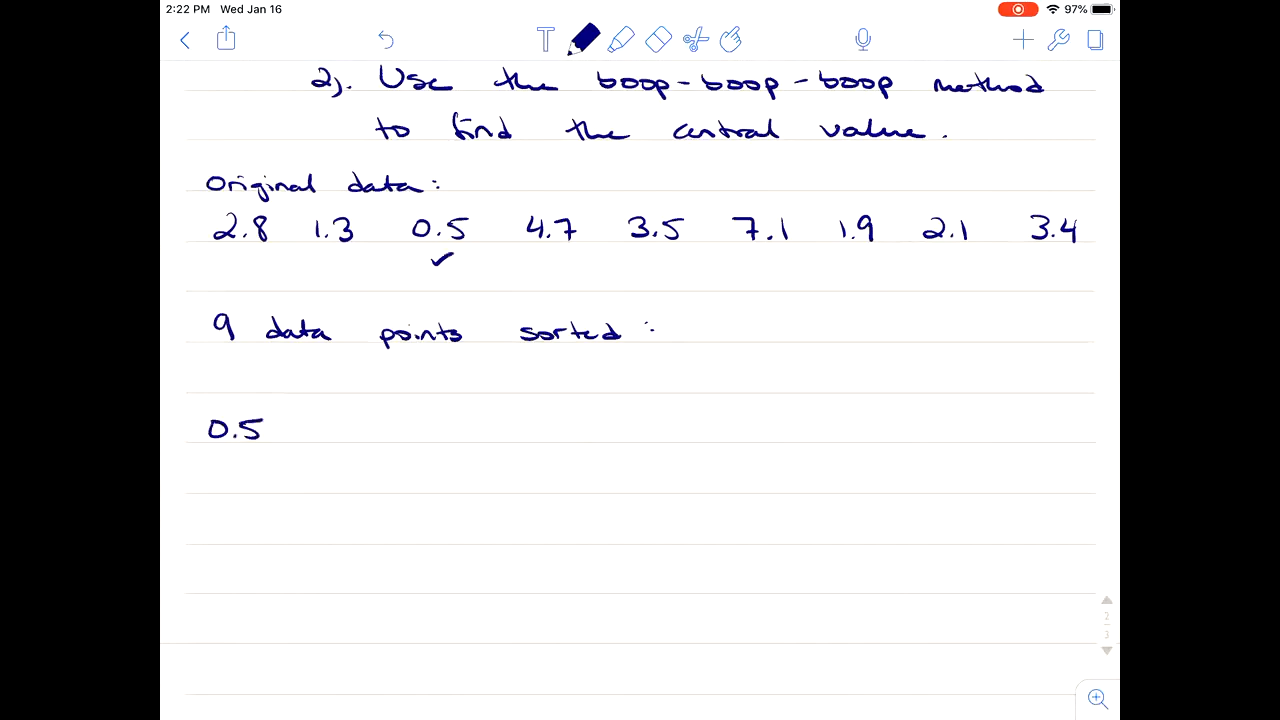 2:22 PM Wed Jan 16 97%
T
2). Use the boop-boop-boop method
to find the central value.
Original data:
2.8 1.3 0.5 4.7 3.5 7.1 1.9 2.1 3.4
9 data points sorted:
0.5
2
3